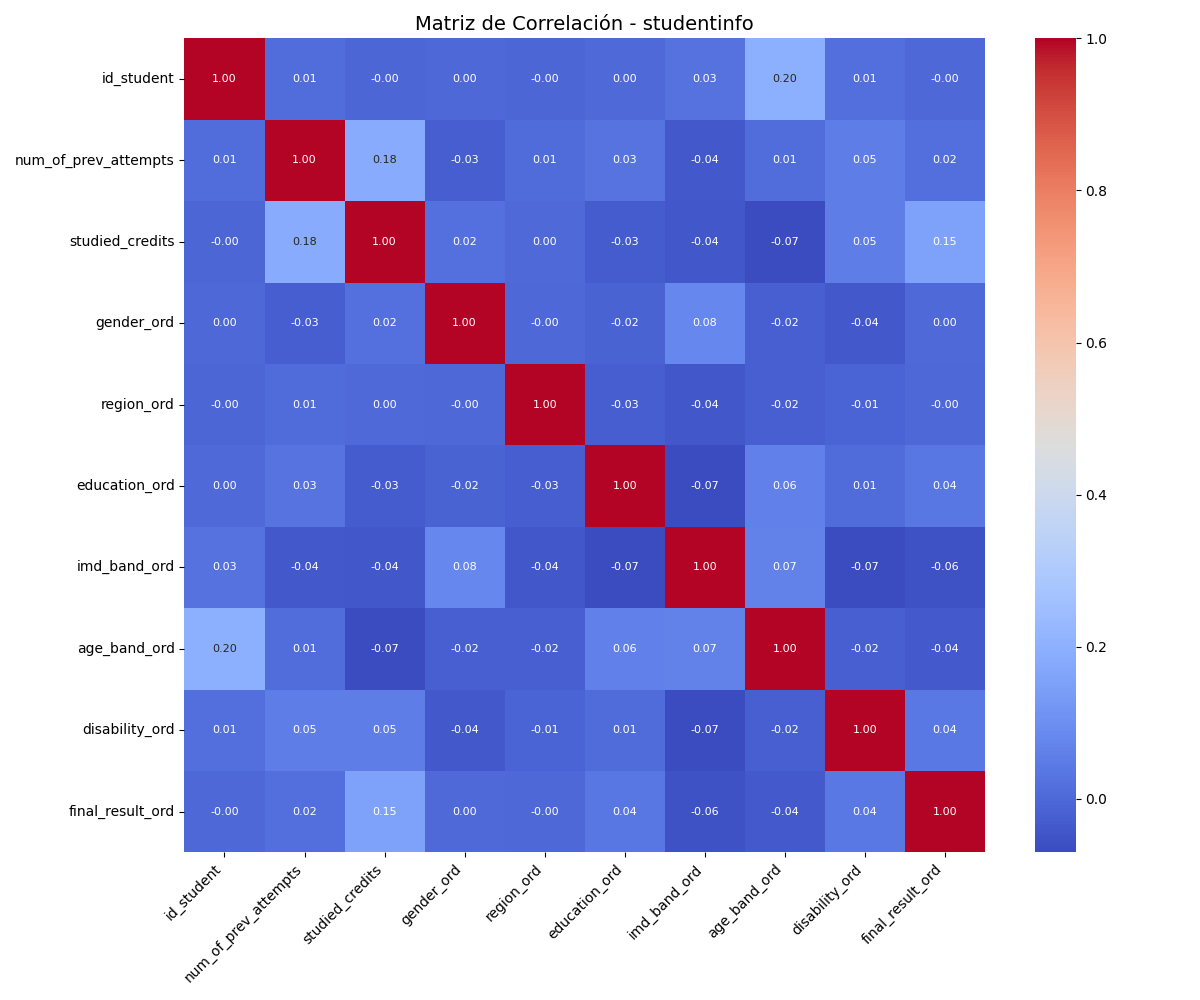 Matriz de Correlación - studentinfo
id_student 1.00 0.01 -0.00 0.00 -0.00 0.00 0.03 0.20 0.01 -0.00
num_of_prev_attempts 0.01 1.00 0.18 -0.03 0.01 0.03 -0.04 0.01 0.05 0.02
studied_credits -0.00 0.18 1.00 0.02 0.00 -0.03 -0.04 -0.07 0.05 0.15
gender_ord 0.00 -0.03 0.02 1.00 -0.00 -0.02 0.08 -0.02 -0.04 0.00
region_ord -0.00 0.01 0.00 -0.00 1.00 -0.03 -0.04 -0.02 -0.01 -0.00
education_ord 0.00 0.03 -0.03 -0.02 -0.03 1.00 -0.07 0.06 0.01 0.04
imd_band_ord 0.03 -0.04 -0.04 0.08 -0.04 -0.07 1.00 0.07 -0.07 -0.06
age_band_ord 0.20 0.01 -0.07 -0.02 -0.02 0.06 0.07 1.00 -0.02 -0.04
disability_ord 0.01 0.05 0.05 -0.04 -0.01 0.01 -0.07 -0.02 1.00 0.04
final_result_ord -0.00 0.02 0.15 0.00 -0.00 0.04 -0.06 -0.04 0.04 1.00
id_student
num_of_prev_attempts
studied_credits
gender_ord
region_ord
education_ord
imd_band_ord
age_band_ord
disability_ord
final_result_ord
1.0
0.8
0.6
0.4
0.2
0.0